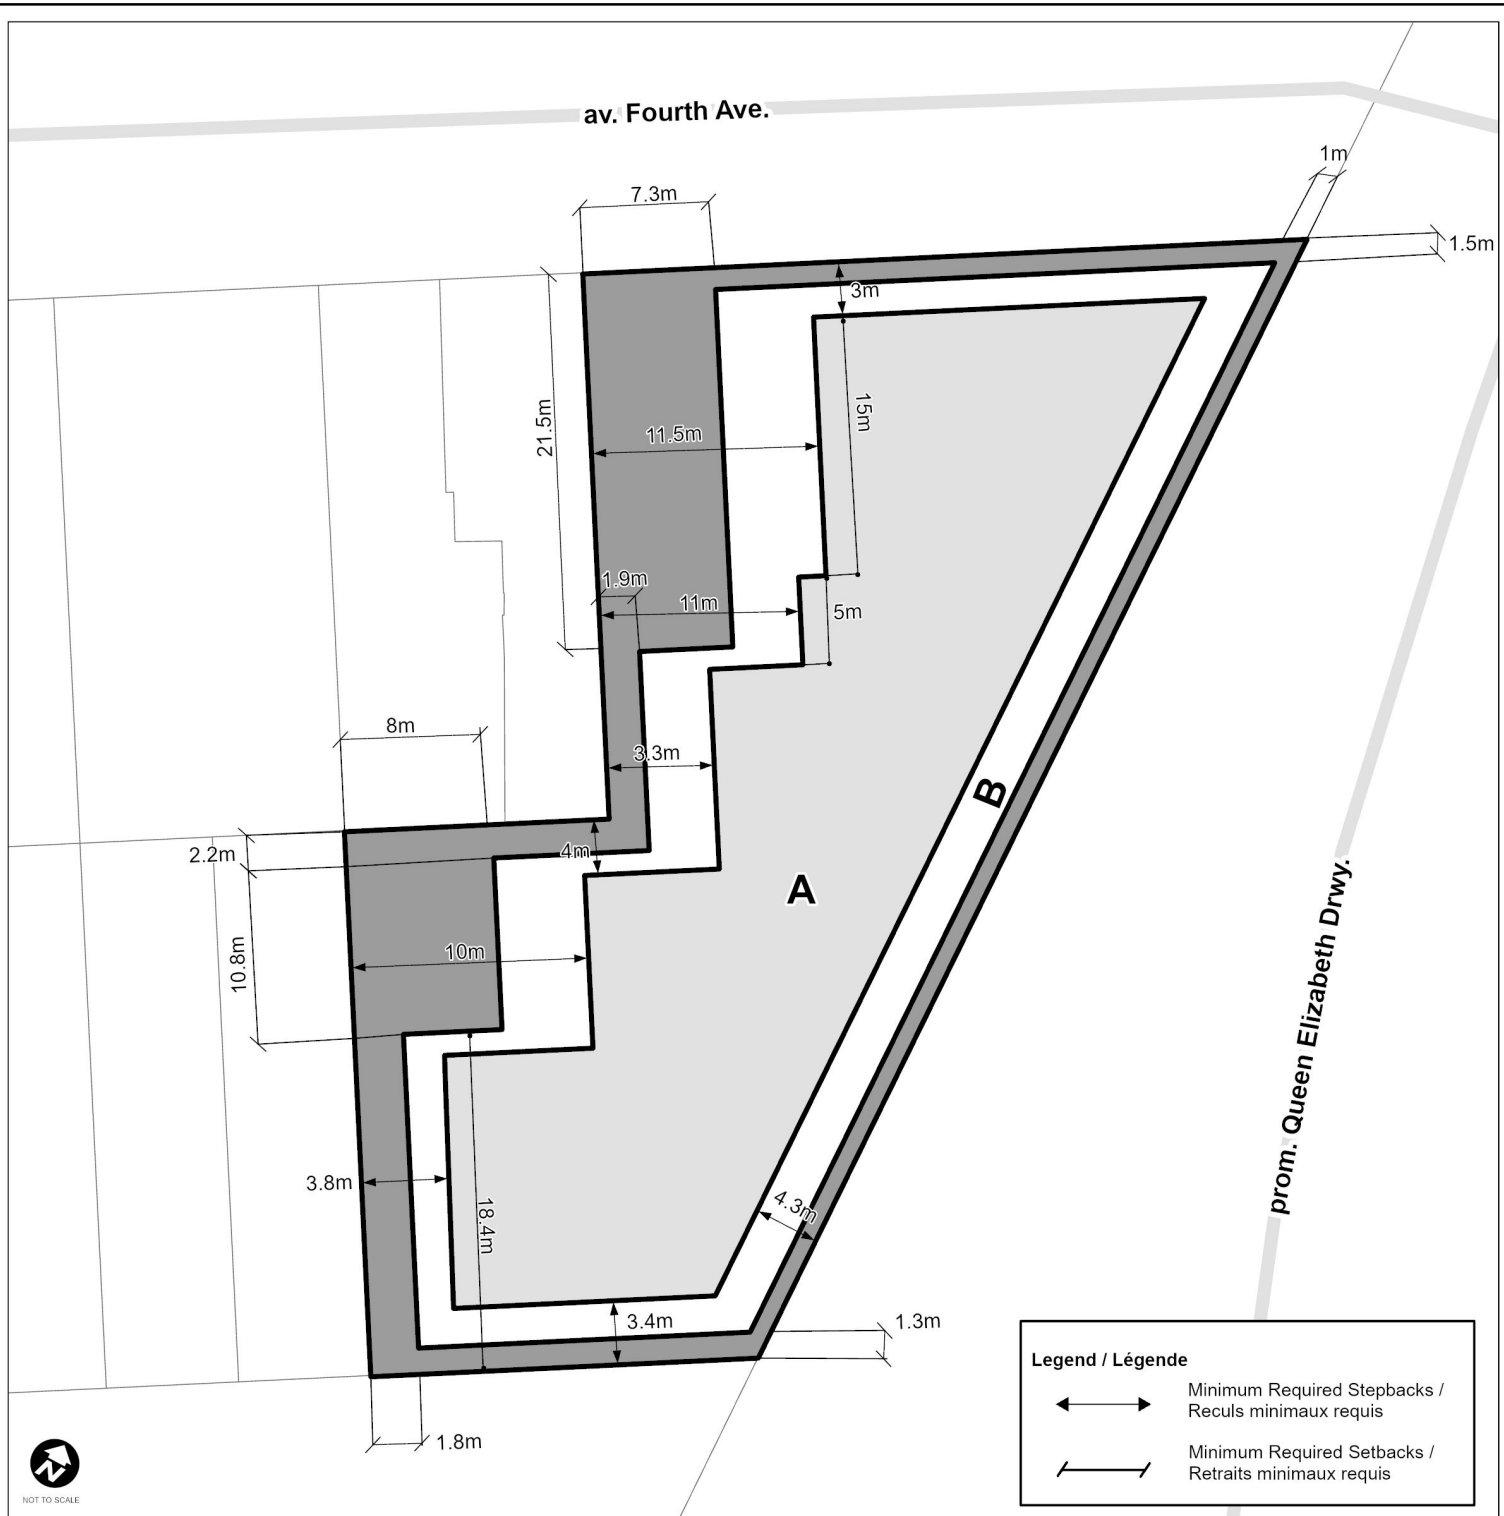 av. Fourth Ave.
1m
7.3m
1.5m
3m
15m
21.5m
11.5m
1.9m
11m
5m
8m
3.3m
B
2.2m
4m
A
10m
10.8m
prom. Queen Elizabeth Drwy.
3.8m
18.4m
4.3m
3.4m
1.3m
1.8m
Legend / Légende
Minimum Required Stepbacks /
Reculs minimaux requis
Minimum Required Setbacks /
Retraits minimaux requis
N
NOT TO SCALE